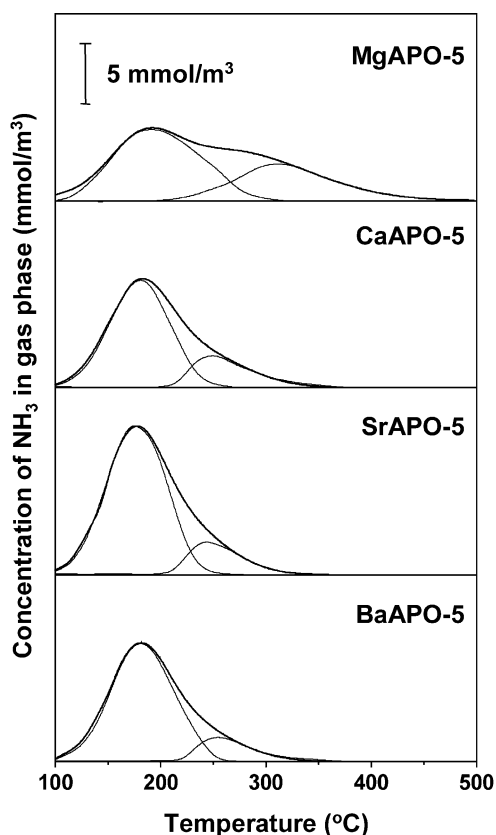 MgAPO-5
5 mmol/m³
CaAPO-5
SrAPO-5
BaAPO-5
Concentration of NH₃ in gas phase (mmol/m³)
100 200 300 400 500
Temperature (°C)